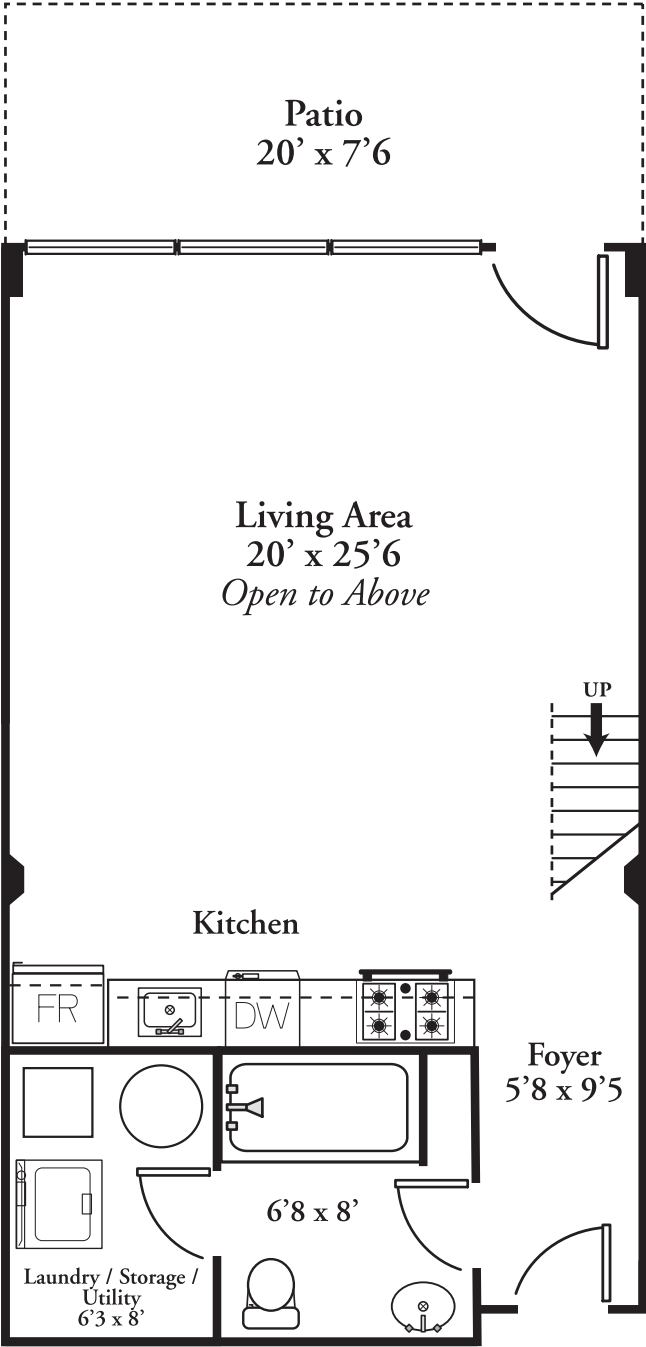 Patio
20’ x 7’6
Living Area
20’ x 25’6
Open to Above
UP
Kitchen
FR
DW
Foyer
5’8 x 9’5
6’8 x 8’
Laundry / Storage /
Utility
6’3 x 8’